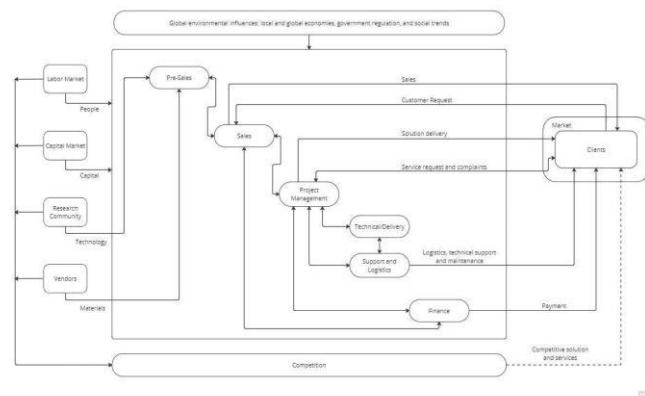 Global environmental influences: local and global economies, government regulation, and social trends
Labor Market
People
Pre-Sales
Sales
Customer Request
Market
Clients
Capital Market
Capital
Sales
Solution delivery
Service request and complaints
Project
Management
Research
Community
Technology
Technical/Delivery
Support end
Logistics
Logistics, technical support
and maintenance
Vendors
Materials
Finance
Payment
Competition
Competitive solution
and services